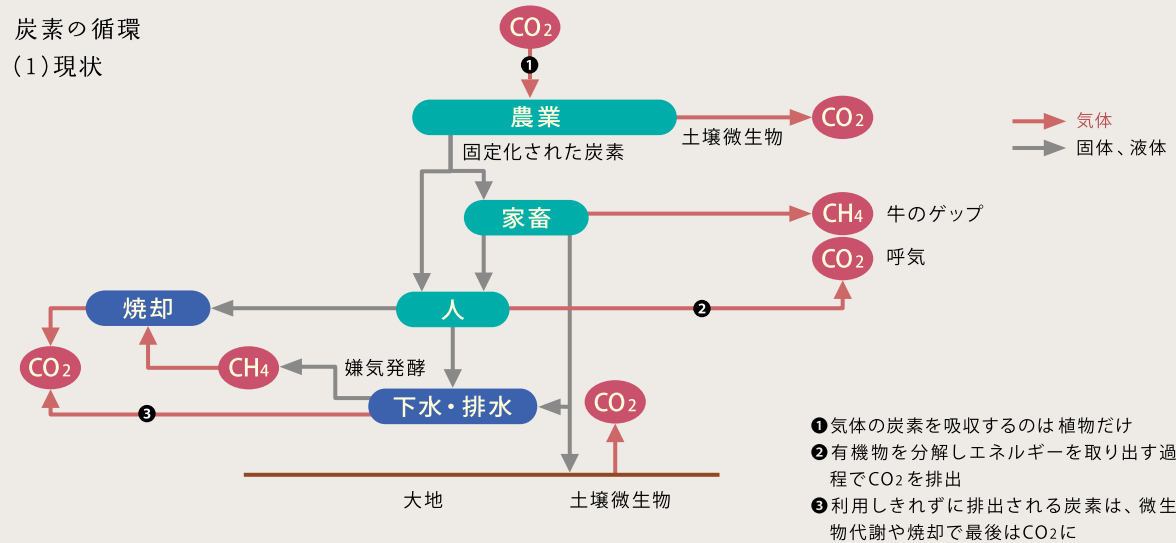 炭素の循環
(1)現状
CO2
❶
農業
CO2
土壌微生物
気体
固体、液体
固定化された炭素
家畜
CH4
牛のゲップ
CO2
呼気
焼却
人
❷
CO2
CH4
嫌気発酵
下水・排水
❸
CO2
大地
土壌微生物
❶気体の炭素を吸収するのは植物だけ
❷有機物を分解しエネルギーを取り出す過
程でCO2を排出
❸利用しきれずに排出される炭素は、微生
物代謝や焼却で最後はCO2に